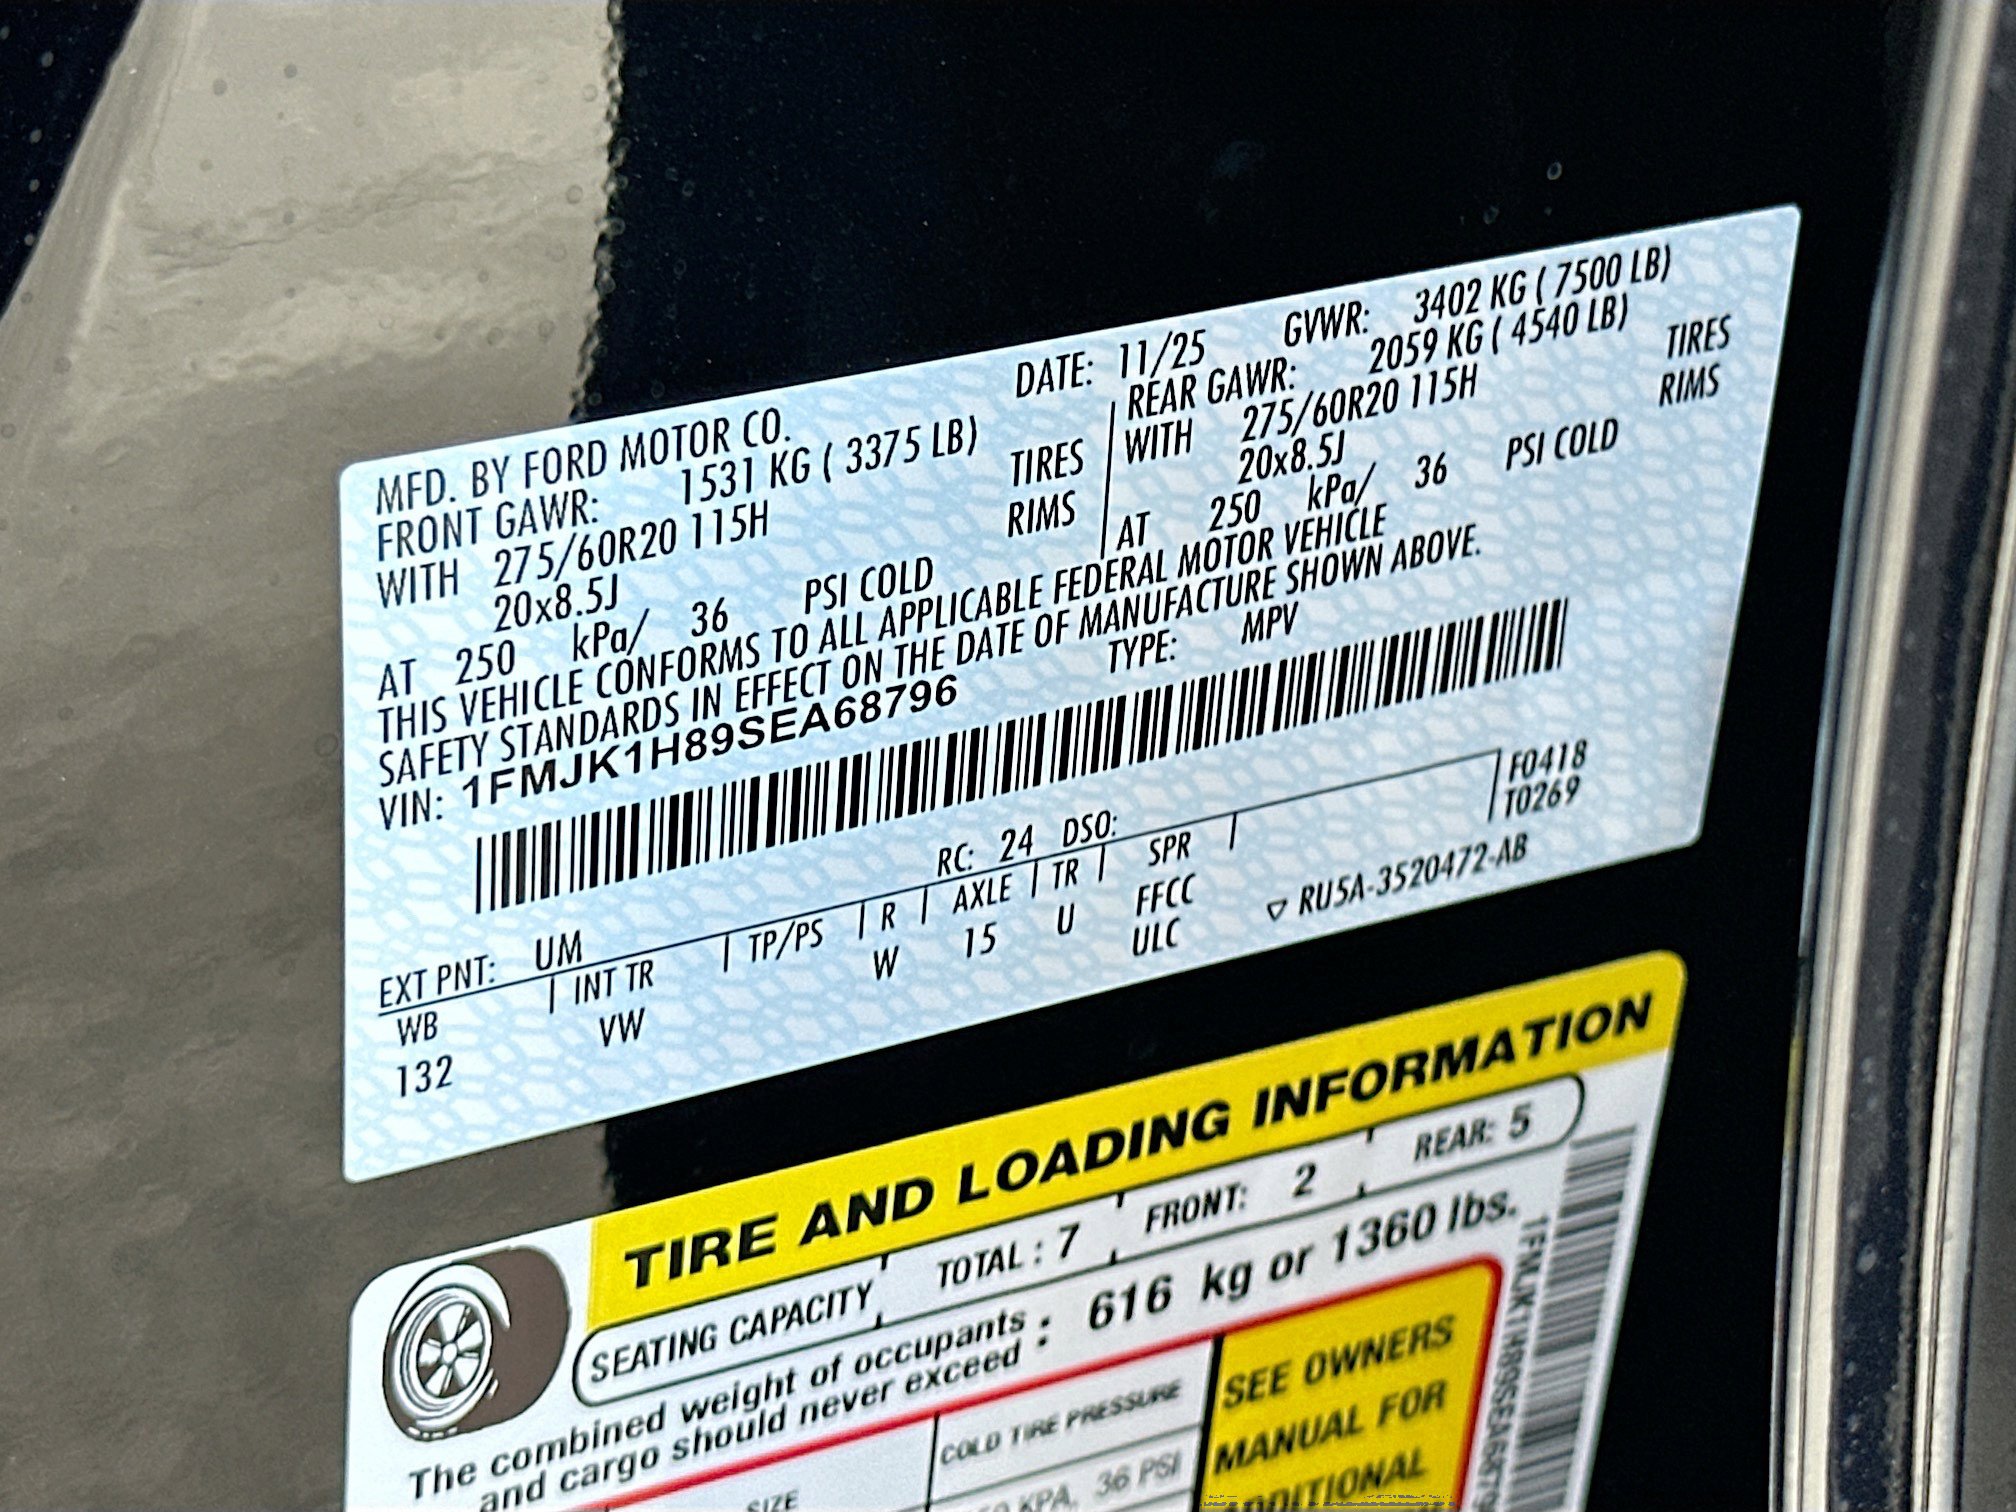 MFD. BY FORD MOTOR CO. DATE: 11/25 GVWR: 3402 KG ( 7500 LB)
FRONT GAWR: 1531 KG ( 3375 LB) REAR GAWR: 2059 KG ( 4540 LB)
WITH 275/60R20 115H TIRES WITH 275/60R20 115H TIRES
20x8.5J RIMS 20x8.5J RIMS
AT 250 kPa/ 36 PSI COLD AT 250 kPa/ 36 PSI COLD
THIS VEHICLE CONFORMS TO ALL APPLICABLE FEDERAL MOTOR VEHICLE
SAFETY STANDARDS IN EFFECT ON THE DATE OF MANUFACTURE SHOWN ABOVE.
VIN: 1FMJK1H89SEA68796 TYPE: MPV
F0418
T0269
EXT PNT: UM RC: 24 DSO:
WB INT TR TP/PS R AXLE TR SPR
132 VW W 15 U FFCC
ULC
▽ RU5A-3520472-AB
TIRE AND LOADING INFORMATION
SEATING CAPACITY TOTAL : 7 FRONT: 2 REAR: 5
The combined weight of occupants
and cargo should never exceed : 616 kg or 1360 lbs.
SIZE COLD TIRE PRESSURE
KPA, 36 PSI
SEE OWNERS
MANUAL FOR